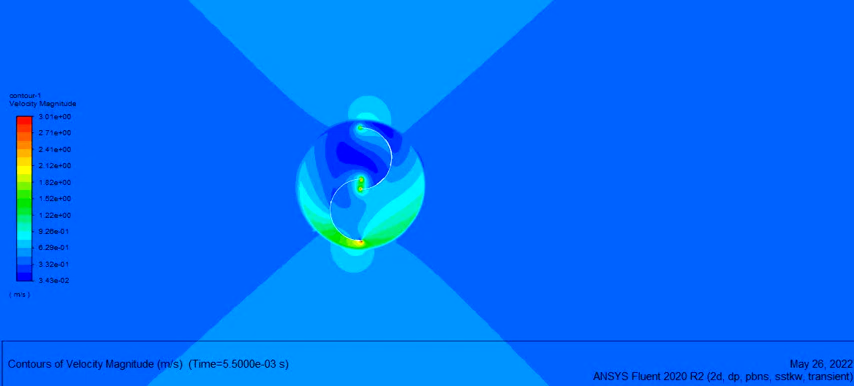 contour-1
Velocity Magnitude
3.01e+00
2.71e+00
2.41e+00
2.12e+00
1.82e+00
1.52e+00
1.22e+00
9.26e-01
6.29e-01
3.32e-01
3.43e-02
( m/s )
Contours of Velocity Magnitude (m/s)  (Time=5.5000e-03 s)
May 26, 2022
ANSYS Fluent 2020 R2 (2d, dp, pbns, sstkw, transient)